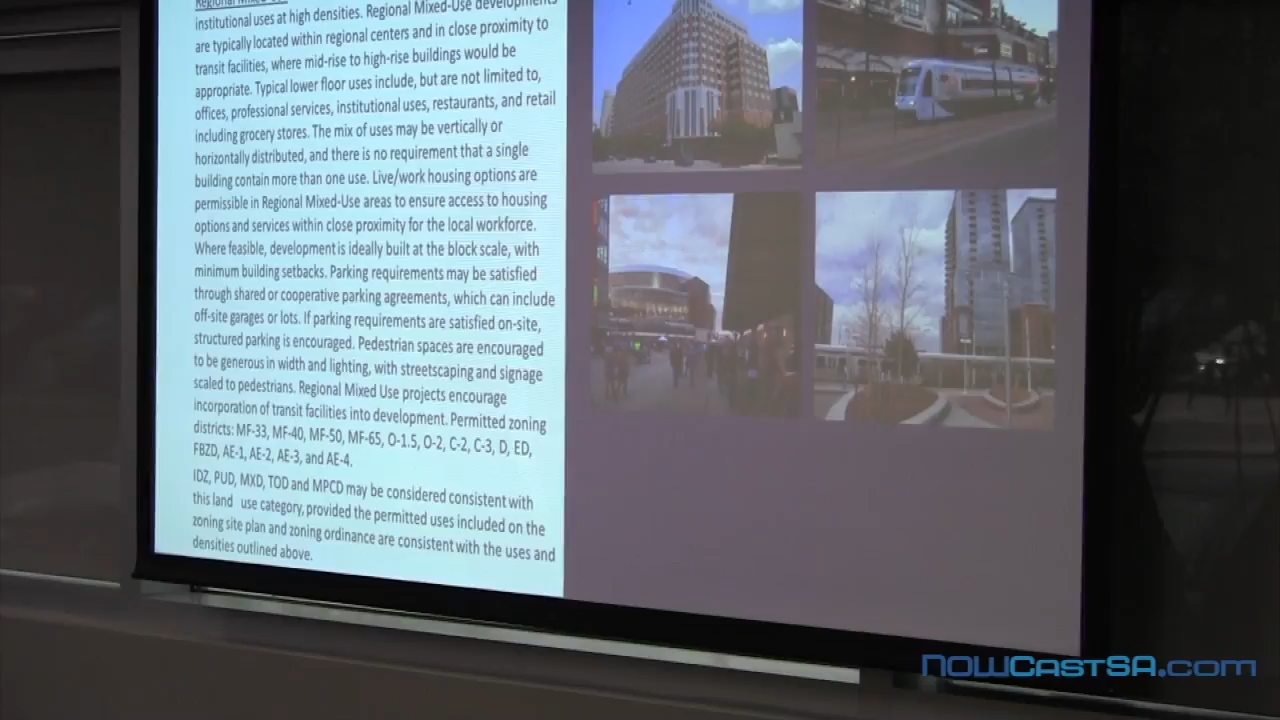 Regional Mixed
institutional uses at high densities. Regional Mixed-Use developments
are typically located within regional centers and in close proximity to
transit facilities, where mid-rise to high-rise buildings would be
appropriate. Typical lower floor uses include, but are not limited to,
offices, professional services, institutional uses, restaurants, and retail
including grocery stores. The mix of uses may be vertically or
horizontally distributed, and there is no requirement that a single
building contain more than one use. Live/work housing options are
permissible in Regional Mixed-Use areas to ensure access to housing
options and services within close proximity for the local workforce.
Where feasible, development is ideally built at the block scale, with
minimum building setbacks. Parking requirements may be satisfied
through shared or cooperative parking agreements, which can include
off-site garages or lots. If parking requirements are satisfied on-site,
structured parking is encouraged. Pedestrian spaces are encouraged
to be generous in width and lighting, with streetscaping and signage
scaled to pedestrians. Regional Mixed Use projects encourage
incorporation of transit facilities into development. Permitted zoning
districts: MF-33, MF-40, MF-50, MF-65, O-1.5, O-2, C-2, C-3, D, ED,
FBZD, AE-1, AE-2, AE-3, and AE-4.
IDZ, PUD, MXD, TOD and MPCD may be considered consistent with
this land use category, provided the permitted uses included on the
zoning site plan and zoning ordinance are consistent with the uses and
densities outlined above.
NOWCastSA.com